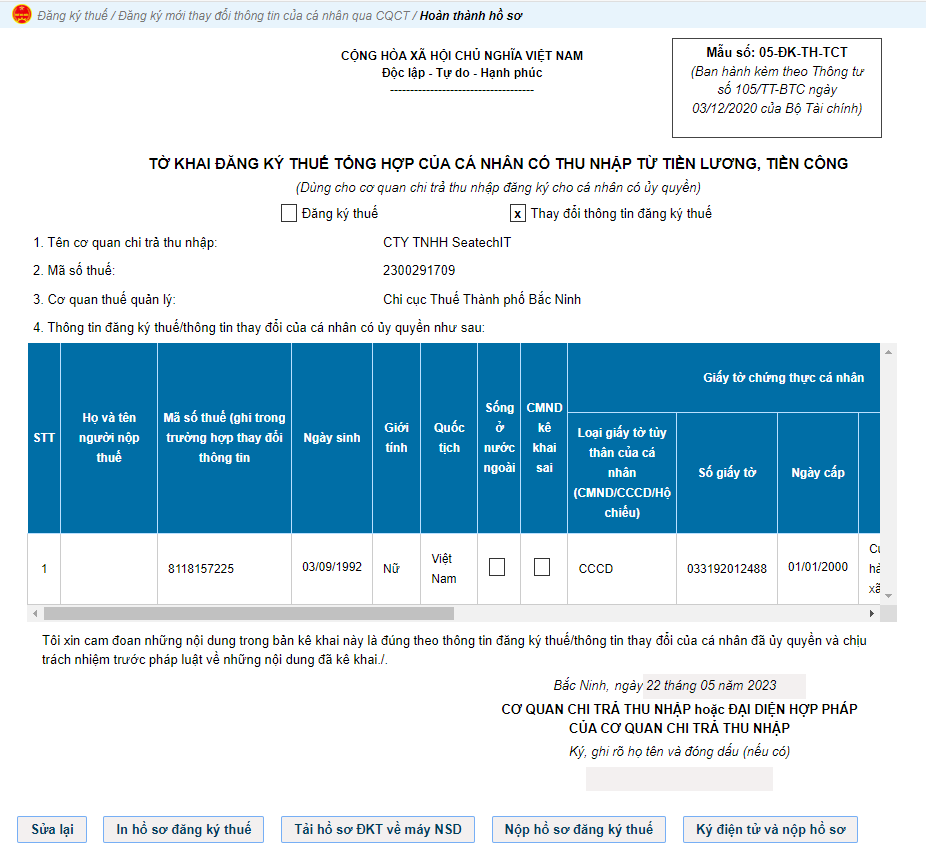 Đăng ký thuế / Đăng ký mới thay đổi thông tin của cá nhân qua CQCT / Hoàn thành hồ sơ
CỘNG HÒA XÃ HỘI CHỦ NGHĨA VIỆT NAM
Độc lập - Tự do - Hạnh phúc
------------------------------------
Mẫu số: 05-ĐK-TH-TCT
(Ban hành kèm theo Thông tư
số 105/TT-BTC ngày
03/12/2020 của Bộ Tài chính)
TỜ KHAI ĐĂNG KÝ THUẾ TỔNG HỢP CỦA CÁ NHÂN CÓ THU NHẬP TỪ TIỀN LƯƠNG, TIỀN CÔNG
(Dùng cho cơ quan chi trả thu nhập đăng ký cho cá nhân có ủy quyền)
Đăng ký thuế
x Thay đổi thông tin đăng ký thuế
1. Tên cơ quan chi trả thu nhập: CTY TNHH SeatechIT
2. Mã số thuế: 2300291709
3. Cơ quan thuế quản lý: Chi cục Thuế Thành phố Bắc Ninh
4. Thông tin đăng ký thuế/thông tin thay đổi của cá nhân có ủy quyền như sau:
STT
Họ và tên
người nộp
thuế
Mã số thuế (ghi trong
trường hợp thay đổi
thông tin
Ngày sinh
Giới
tính
Quốc
tịch
Sống
ở
nước
ngoài
CMND
kê
khai
sai
Giấy tờ chứng thực cá nhân
Loại giấy tờ tùy
thân của cá
nhân
(CMND/CCCD/Hộ
chiếu)
Số giấy tờ
Ngày cấp
1
8118157225
03/09/1992
Nữ
Việt
Nam
CCCD
033192012488
01/01/2000
Cụ
hà
xã
Tôi xin cam đoan những nội dung trong bản kê khai này là đúng theo thông tin đăng ký thuế/thông tin thay đổi của cá nhân đã ủy quyền và chịu
trách nhiệm trước pháp luật về những nội dung đã kê khai./.
Bắc Ninh, ngày 22 tháng 05 năm 2023
CƠ QUAN CHI TRẢ THU NHẬP hoặc ĐẠI DIỆN HỢP PHÁP
CỦA CƠ QUAN CHI TRẢ THU NHẬP
Ký, ghi rõ họ tên và đóng dấu (nếu có)
Sửa lại
In hồ sơ đăng ký thuế
Tải hồ sơ ĐKT về máy NSD
Nộp hồ sơ đăng ký thuế
Ký điện tử và nộp hồ sơ